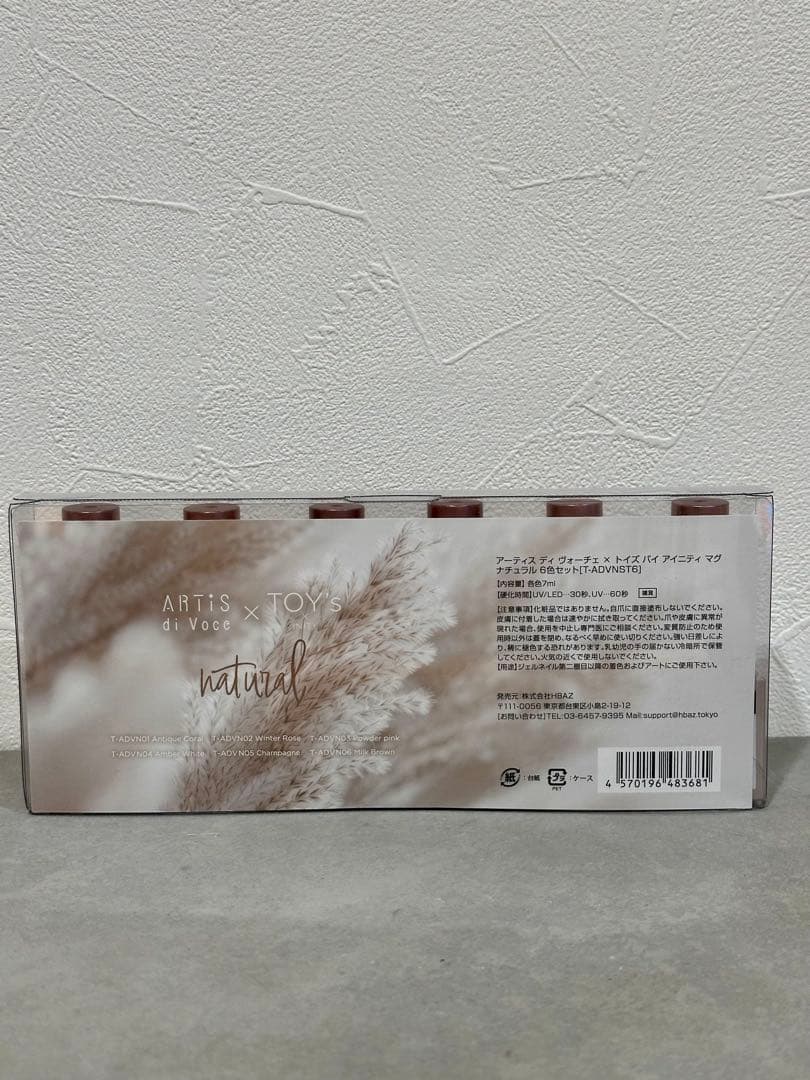 ARTiS di Voce × TOY's
natural
T-ADVN01 Antique Coral T-ADVN02 Winter Rose T-ADVN03 Powder pink
T-ADVN04 Amber White T-ADVN05 Champagne T-ADVN06 Milk Brown
アーティス ディ ヴォーチェ × トイズ バイ アイニティ マグ
ナチュラル 6色セット[T-ADVNST6]
【内容量】各色7ml
【硬化時間】UV/LED…30秒、UV…60秒 雑貨
【注意事項】化粧品ではありません。自爪に直接塗布しないでください。
皮膚に付着した場合は速やかに拭き取ってください。爪や皮膚に異常が
現れた場合、使用を中止し専門医にご相談ください。変質防止のため使
用時以外は蓋を閉め、なるべく早めに使い切りください。強い日差しによ
り、稀に褪色する恐れがあります。乳幼児の手の届かない冷暗所で保管
してください。火気の近くで使用しないでください。
【用途】ジェルネイル第二層目以降の着色およびアートにご使用下さい。
発売元：株式会社HBAZ
〒111-0056 東京都台東区小島2-19-12
[お問い合わせ]TEL:03-6457-9395 Mail:support@hbaz.tokyo
紙：台紙 プラ：ケース
PET
4 570196 483681